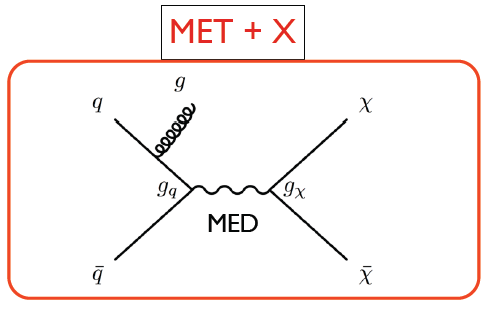 MET + X
g
q χ
g_q g_χ
MED
q̄ χ̄